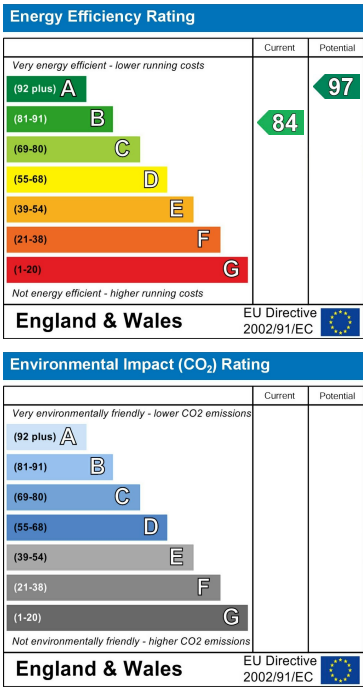 Energy Efficiency Rating
Current Potential
Very energy efficient - lower running costs
(92 plus) A
97
(81-91) B
84
(69-80) C
(55-68) D
(39-54) E
(21-38) F
(1-20) G
Not energy efficient - higher running costs
England & Wales
EU Directive
2002/91/EC
Environmental Impact (CO₂) Rating
Current Potential
Very environmentally friendly - lower CO2 emissions
(92 plus) A
(81-91) B
(69-80) C
(55-68) D
(39-54) E
(21-38) F
(1-20) G
Not environmentally friendly - higher CO2 emissions
England & Wales
EU Directive
2002/91/EC